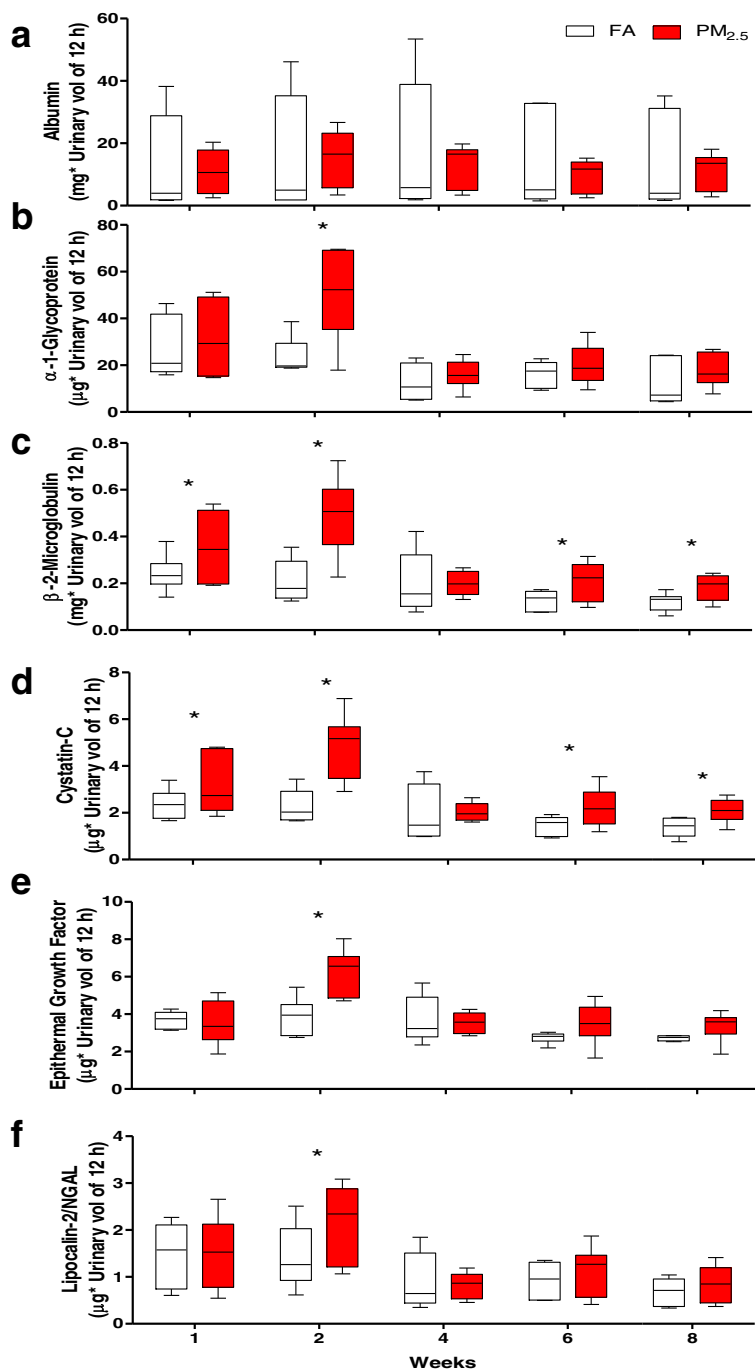 a
FA PM2.5
Albumin
(mg* Urinary vol of 12 h)
60
40
20
0
b
α-1-Glycoprotein
(µg* Urinary vol of 12 h)
80
60
40
20
0
*
c
β-2-Microglobulin
(mg* Urinary vol of 12 h)
0.8
0.6
0.4
0.2
0.0
* * * *
d
Cystatin-C
(µg* Urinary vol of 12 h)
8
6
4
2
0
* * * *
e
Epithermal Growth Factor
(µg* Urinary vol of 12 h)
10
8
6
4
2
0
*
f
Lipocalin-2/NGAL
(µg* Urinary vol of 12 h)
4
3
2
1
0
*
1 2 4 6 8
Weeks